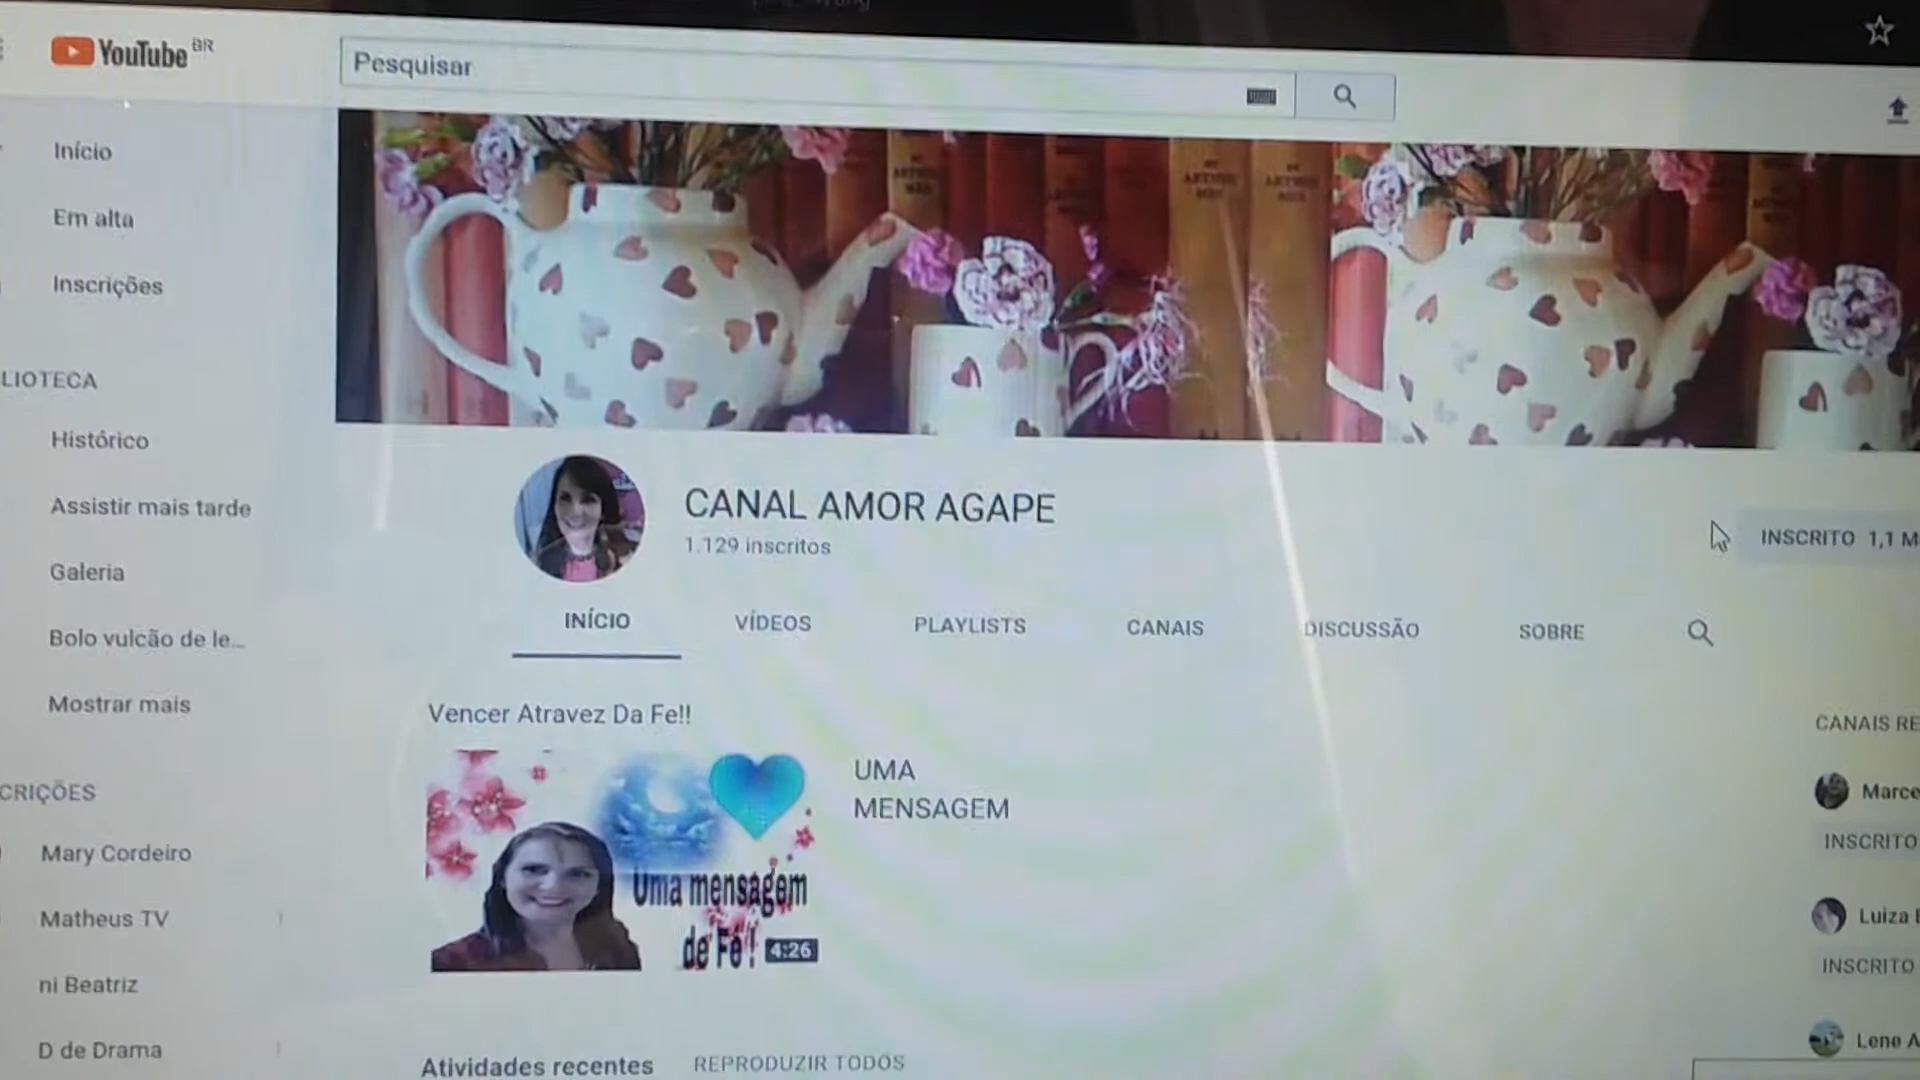 YouTube BR
Pesquisar
Início
Em alta
Inscrições
LIOTECA
Histórico
Assistir mais tarde
Galeria
Bolo vulcão de le...
Mostrar mais
CRIÇÕES
Mary Cordeiro
Matheus TV
ni Beatriz
D de Drama
CANAL AMOR AGAPE
1.129 inscritos
INSCRITO 1,1 M
INÍCIO
VÍDEOS
PLAYLISTS
CANAIS
DISCUSSÃO
SOBRE
Vencer Atravez Da Fe!!
Uma mensagem
de Fé !
4:26
UMA
MENSAGEM
Atividades recentes
REPRODUZIR TODOS
CANAIS RE
Marce
INSCRITO
Luiza
INSCRITO
Lene A